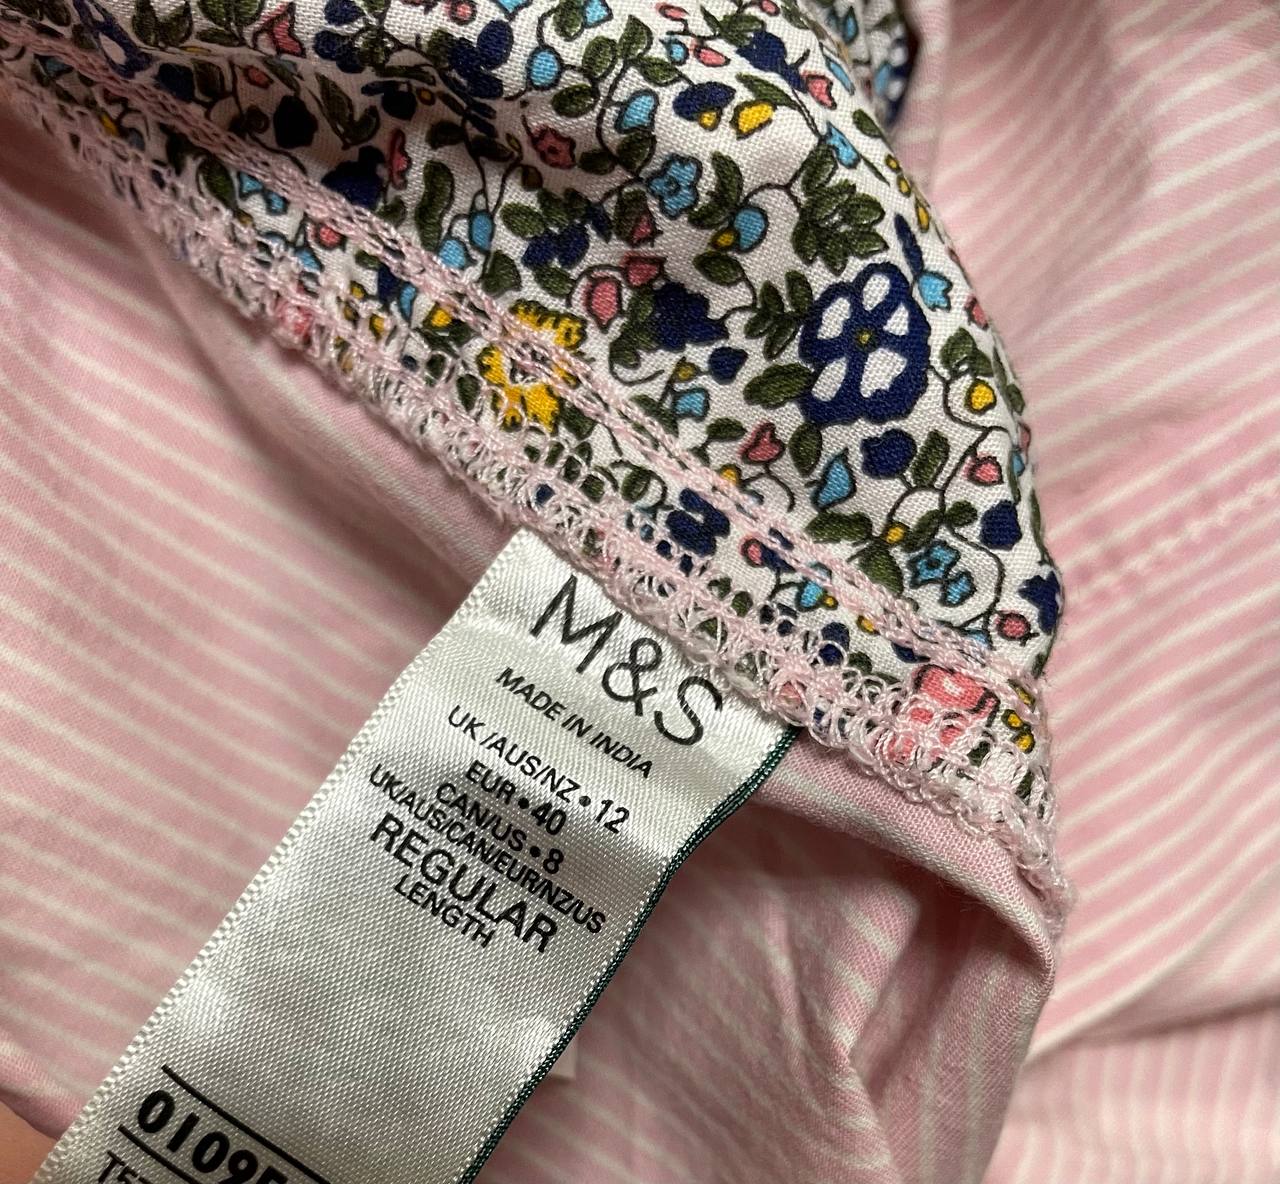 M&S
MADE IN INDIA
UK/AUS/NZ•12
EUR•40
CAN/US•8
UK/AUS/CAN/EUR/NZ/US
REGULAR
LENGTH